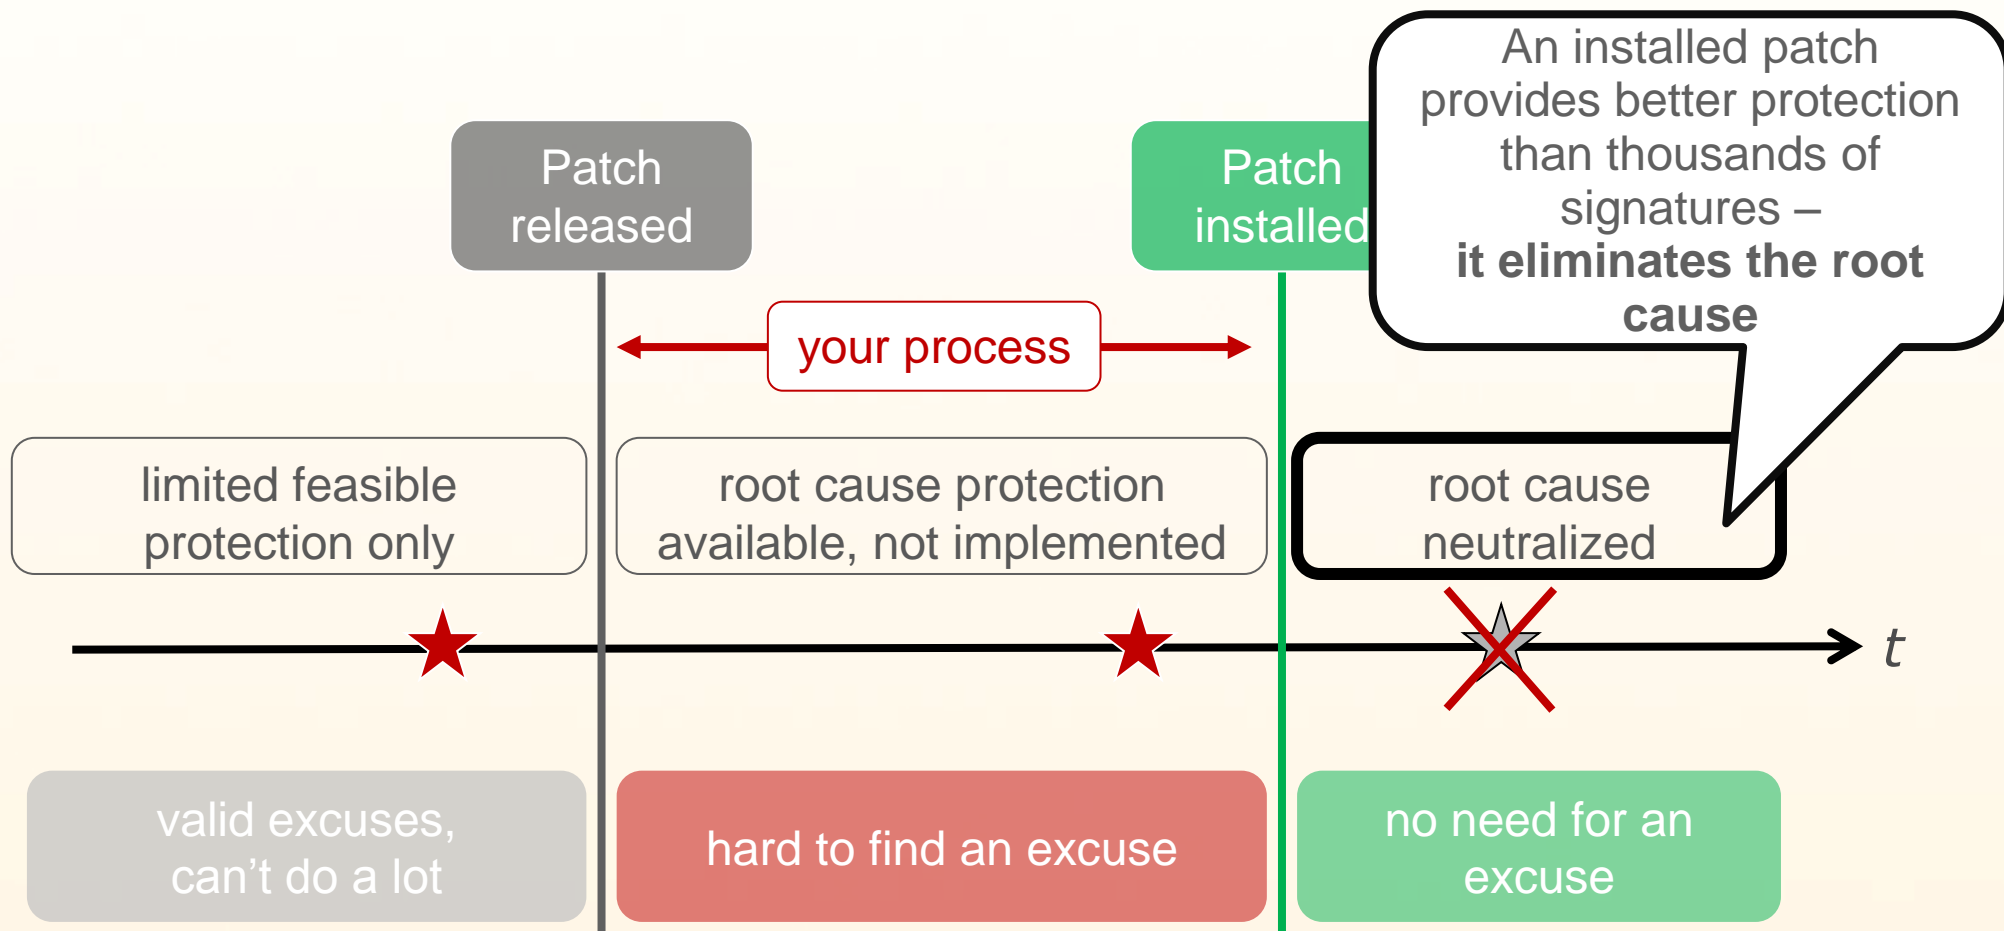 An installed patch
provides better protection
than thousands of
signatures –
it eliminates the root
cause
Patch
released
Patch
installed
your process
limited feasible
protection only
root cause protection
available, not implemented
root cause
neutralized
t
valid excuses,
can’t do a lot
hard to find an excuse
no need for an
excuse